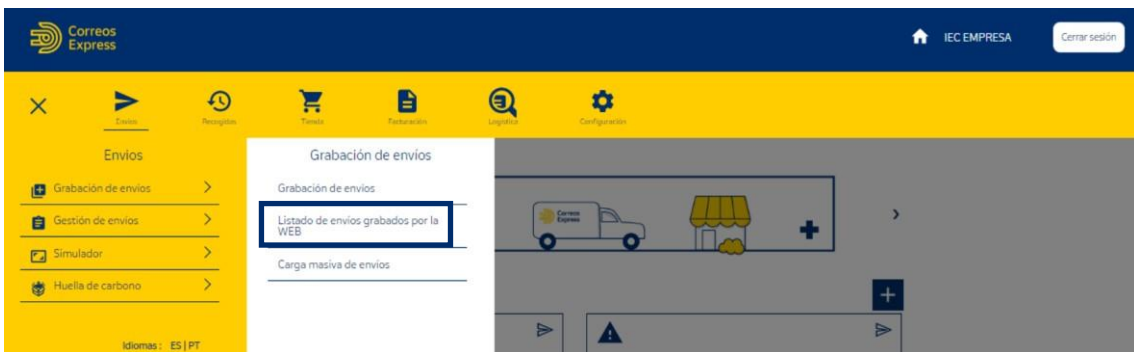 Correos
Express
IEC EMPRESA
Cerrar sesión
Envíos
Recogidas
Tienda
Facturación
Logística
Configuración
Envíos
Grabación de envíos
Gestión de envíos
Simulador
Huella de carbono
Idiomas : ES | PT
Grabación de envíos
Grabación de envíos
Listado de envíos grabados por la
WEB
Carga masiva de envíos
Correos
Express